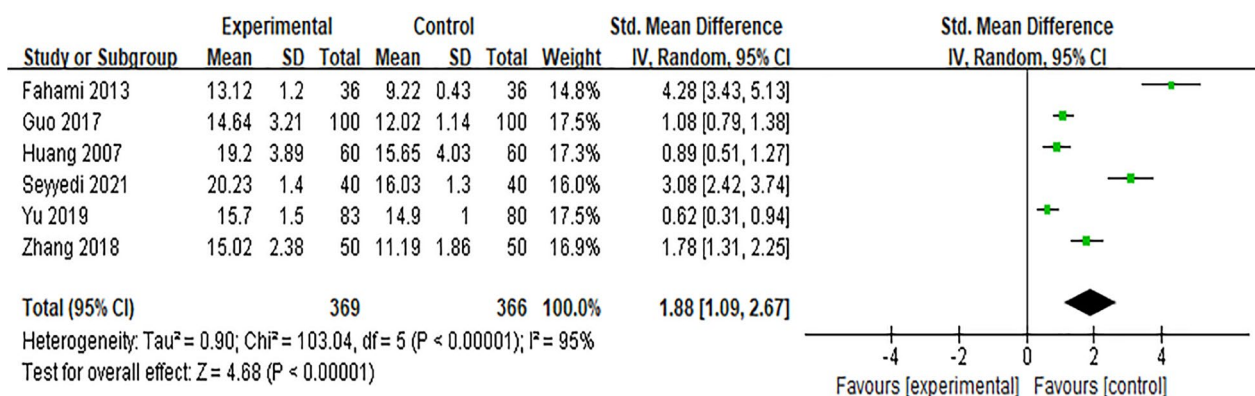 Experimental Control Std. Mean Difference Std. Mean Difference
Study or Subgroup Mean SD Total Mean SD Total Weight IV, Random, 95% CI IV, Random, 95% CI
Fahami 2013 13.12 1.2 36 9.22 0.43 36 14.8% 4.28 [3.43, 5.13]
Guo 2017 14.64 3.21 100 12.02 1.14 100 17.5% 1.08 [0.79, 1.38]
Huang 2007 19.2 3.89 60 15.65 4.03 60 17.3% 0.89 [0.51, 1.27]
Seyyedi 2021 20.23 1.4 40 16.03 1.3 40 16.0% 3.08 [2.42, 3.74]
Yu 2019 15.7 1.5 83 14.9 1 80 17.5% 0.62 [0.31, 0.94]
Zhang 2018 15.02 2.38 50 11.19 1.86 50 16.9% 1.78 [1.31, 2.25]
Total (95% CI) 369 366 100.0% 1.88 [1.09, 2.67]
Heterogeneity: Tau² = 0.90; Chi² = 103.04, df = 5 (P < 0.00001); I² = 95%
Test for overall effect: Z = 4.68 (P < 0.00001)
-4 -2 0 2 4
Favours [experimental] Favours [control]